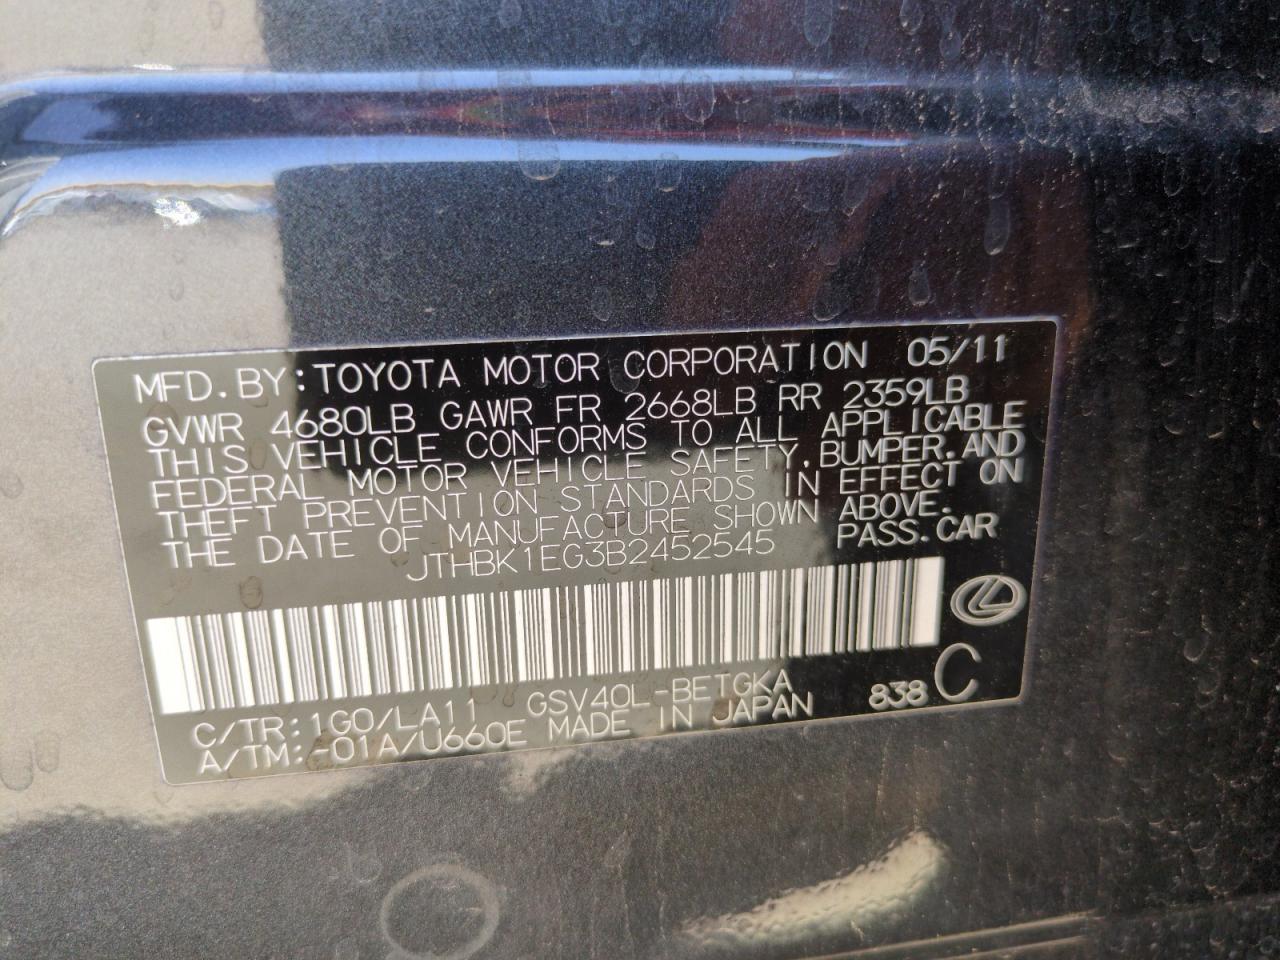 MFD.BY:TOYOTA MOTOR CORPORATION 05/11
GVWR 4680LB GAWR FR 2668LB RR 2359LB
THIS VEHICLE CONFORMS TO ALL APPLICABLE
FEDERAL MOTOR VEHICLE SAFETY,BUMPER,AND
THEFT PREVENTION STANDARDS IN EFFECT ON
THE DATE OF MANUFACTURE SHOWN ABOVE.
JTHBK1EG3B2452545 PASS.CAR
C/TR:1G0/LA11 GSV40L-BETGKA 838 C
A/TM:-01A/U660E MADE IN JAPAN